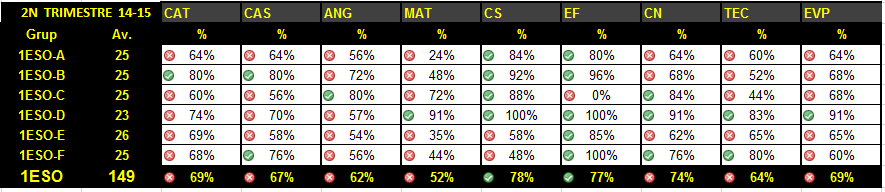 2N TRIMESTRE 14-15 CAT CAS ANG MAT CS EF CN TEC EVP
Grup Av. % % % % % % % % %
1ESO-A 25 64% 64% 56% 24% 84% 80% 64% 60% 64%
1ESO-B 25 80% 80% 72% 48% 92% 96% 68% 52% 68%
1ESO-C 25 60% 56% 80% 72% 88% 0% 84% 44% 68%
1ESO-D 23 74% 70% 57% 91% 100% 100% 91% 83% 91%
1ESO-E 26 69% 58% 54% 35% 58% 85% 62% 65% 65%
1ESO-F 25 68% 76% 56% 44% 48% 100% 76% 80% 60%
1ESO 149 69% 67% 62% 52% 78% 77% 74% 64% 69%